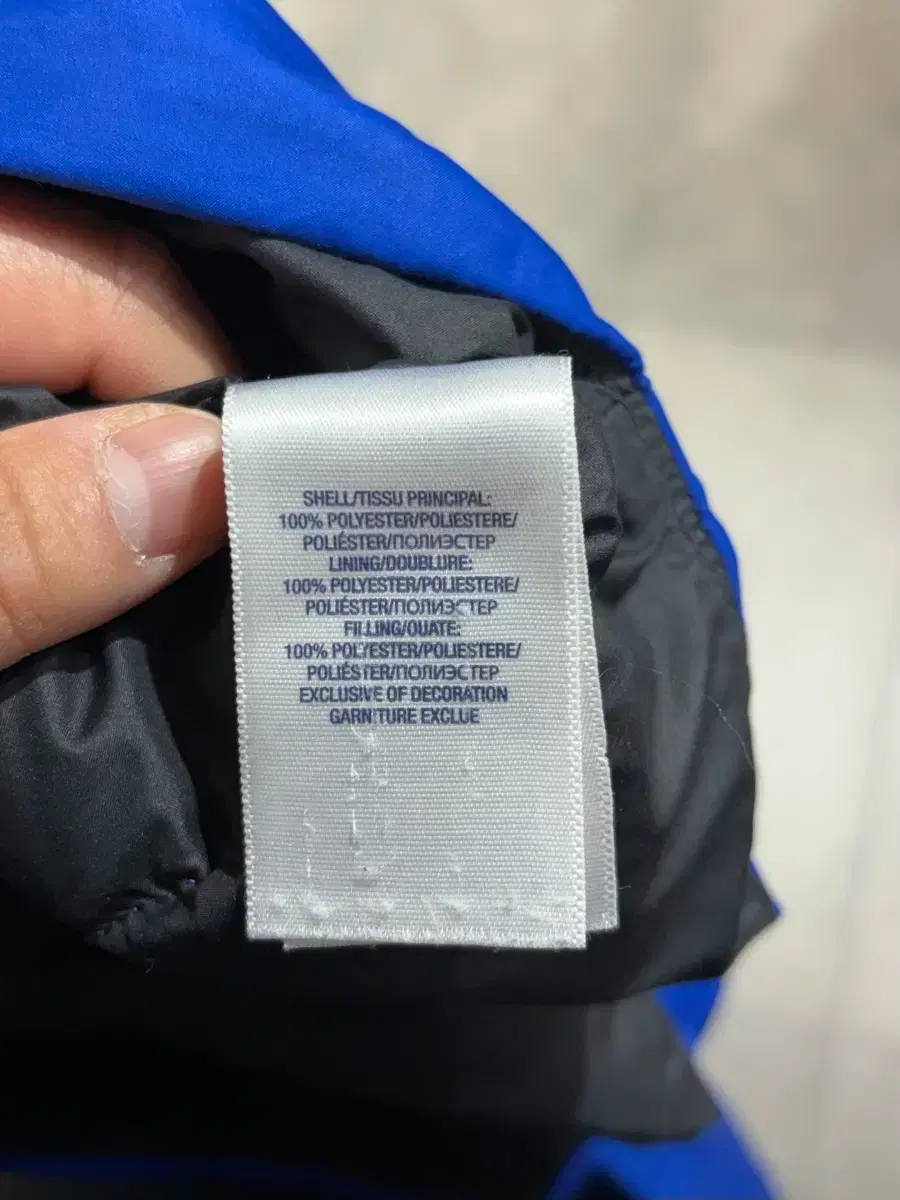 SHELL/TISSU PRINCIPAL:
100% POLYESTER/POLIESTERE/
POLIÉSTER/ПОЛИЭСТЕР
LINING/DOUBLURE:
100% POLYESTER/POLIESTERE/
POLIÉSTER/ПОЛИЭСТЕР
FILLING/OUATE:
100% POLYESTER/POLIESTERE/
POLIÉSTER/ПОЛИЭСТЕР
EXCLUSIVE OF DECORATION
GARNITURE EXCLUE